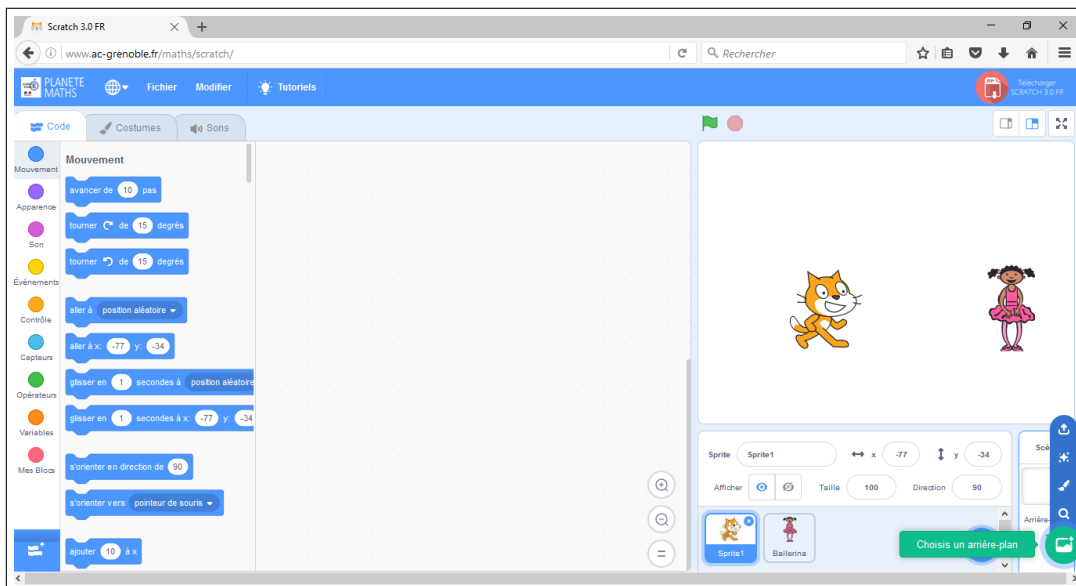 Scratch 3.0 FR
www.ac-grenoble.fr/maths/scratch/
Rechercher
PLANETE
MATHS
Fichier Modifier Tutoriels
Télécharger
SCRATCH 3.0 FR
Code Costumes Sons
Mouvement
Apparence
Son
Événements
Contrôle
Capteurs
Opérateurs
Variables
Mes Blocs
Mouvement
avancer de 10 pas
tourner de 15 degrés
tourner de 15 degrés
aller à position aléatoire
aller à x: -77 y: -34
glisser en 1 secondes à position aléatoire
glisser en 1 secondes à x: -77 y: -34
s'orienter en direction de 90
s'orienter vers pointeur de souris
ajouter 10 à x
Sprite Sprite1 x -77 y -34
Afficher Taille 100 Direction 90
Sprite1 Ballerina
Scè
Arrière-
Choisis un arrière-plan